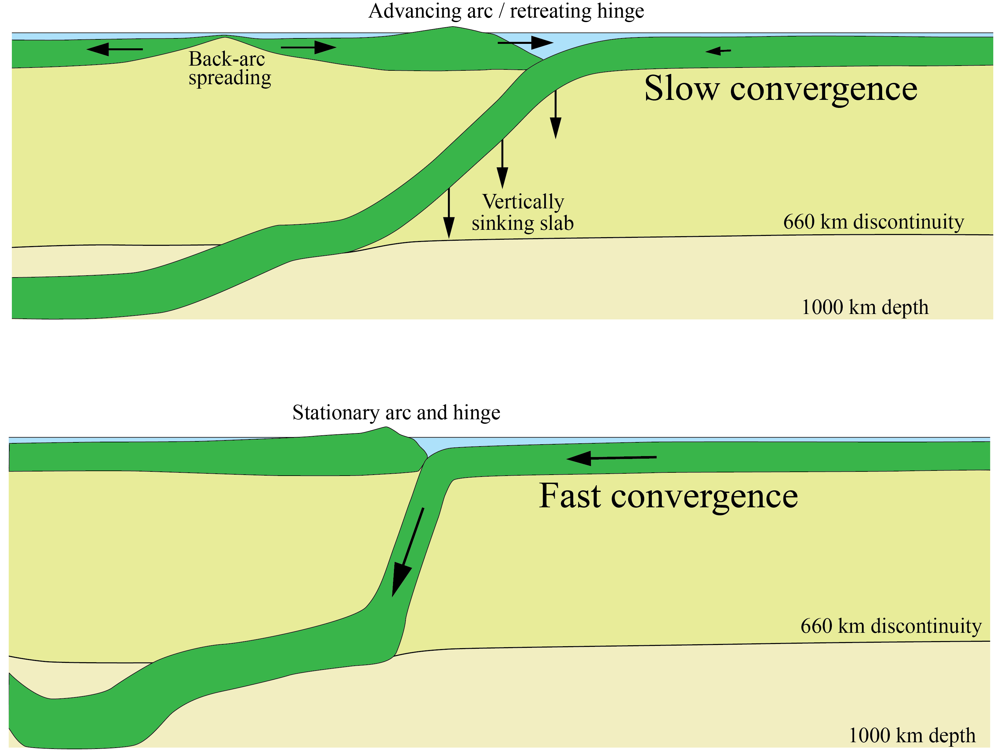 Advancing arc / retreating hinge
Back-arc
spreading
Slow convergence
Vertically
sinking slab
660 km discontinuity
1000 km depth
Stationary arc and hinge
Fast convergence
660 km discontinuity
1000 km depth